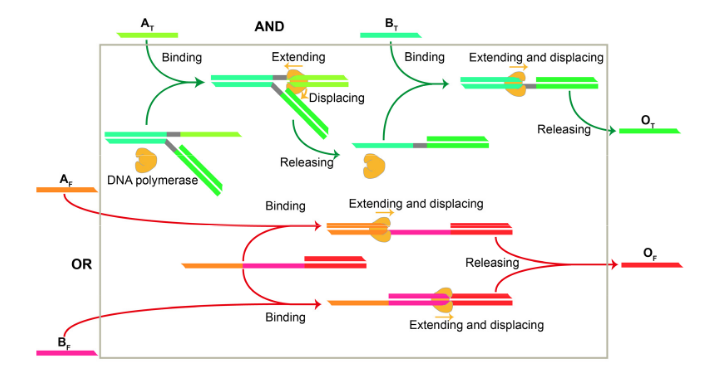 A_T
AND
B_T
Binding
Extending
Binding
Extending and displacing
Displacing
O_T
Releasing
Releasing
DNA polymerase
A_F
Binding
Extending and displacing
OR
Releasing
O_F
Binding
Extending and displacing
B_F